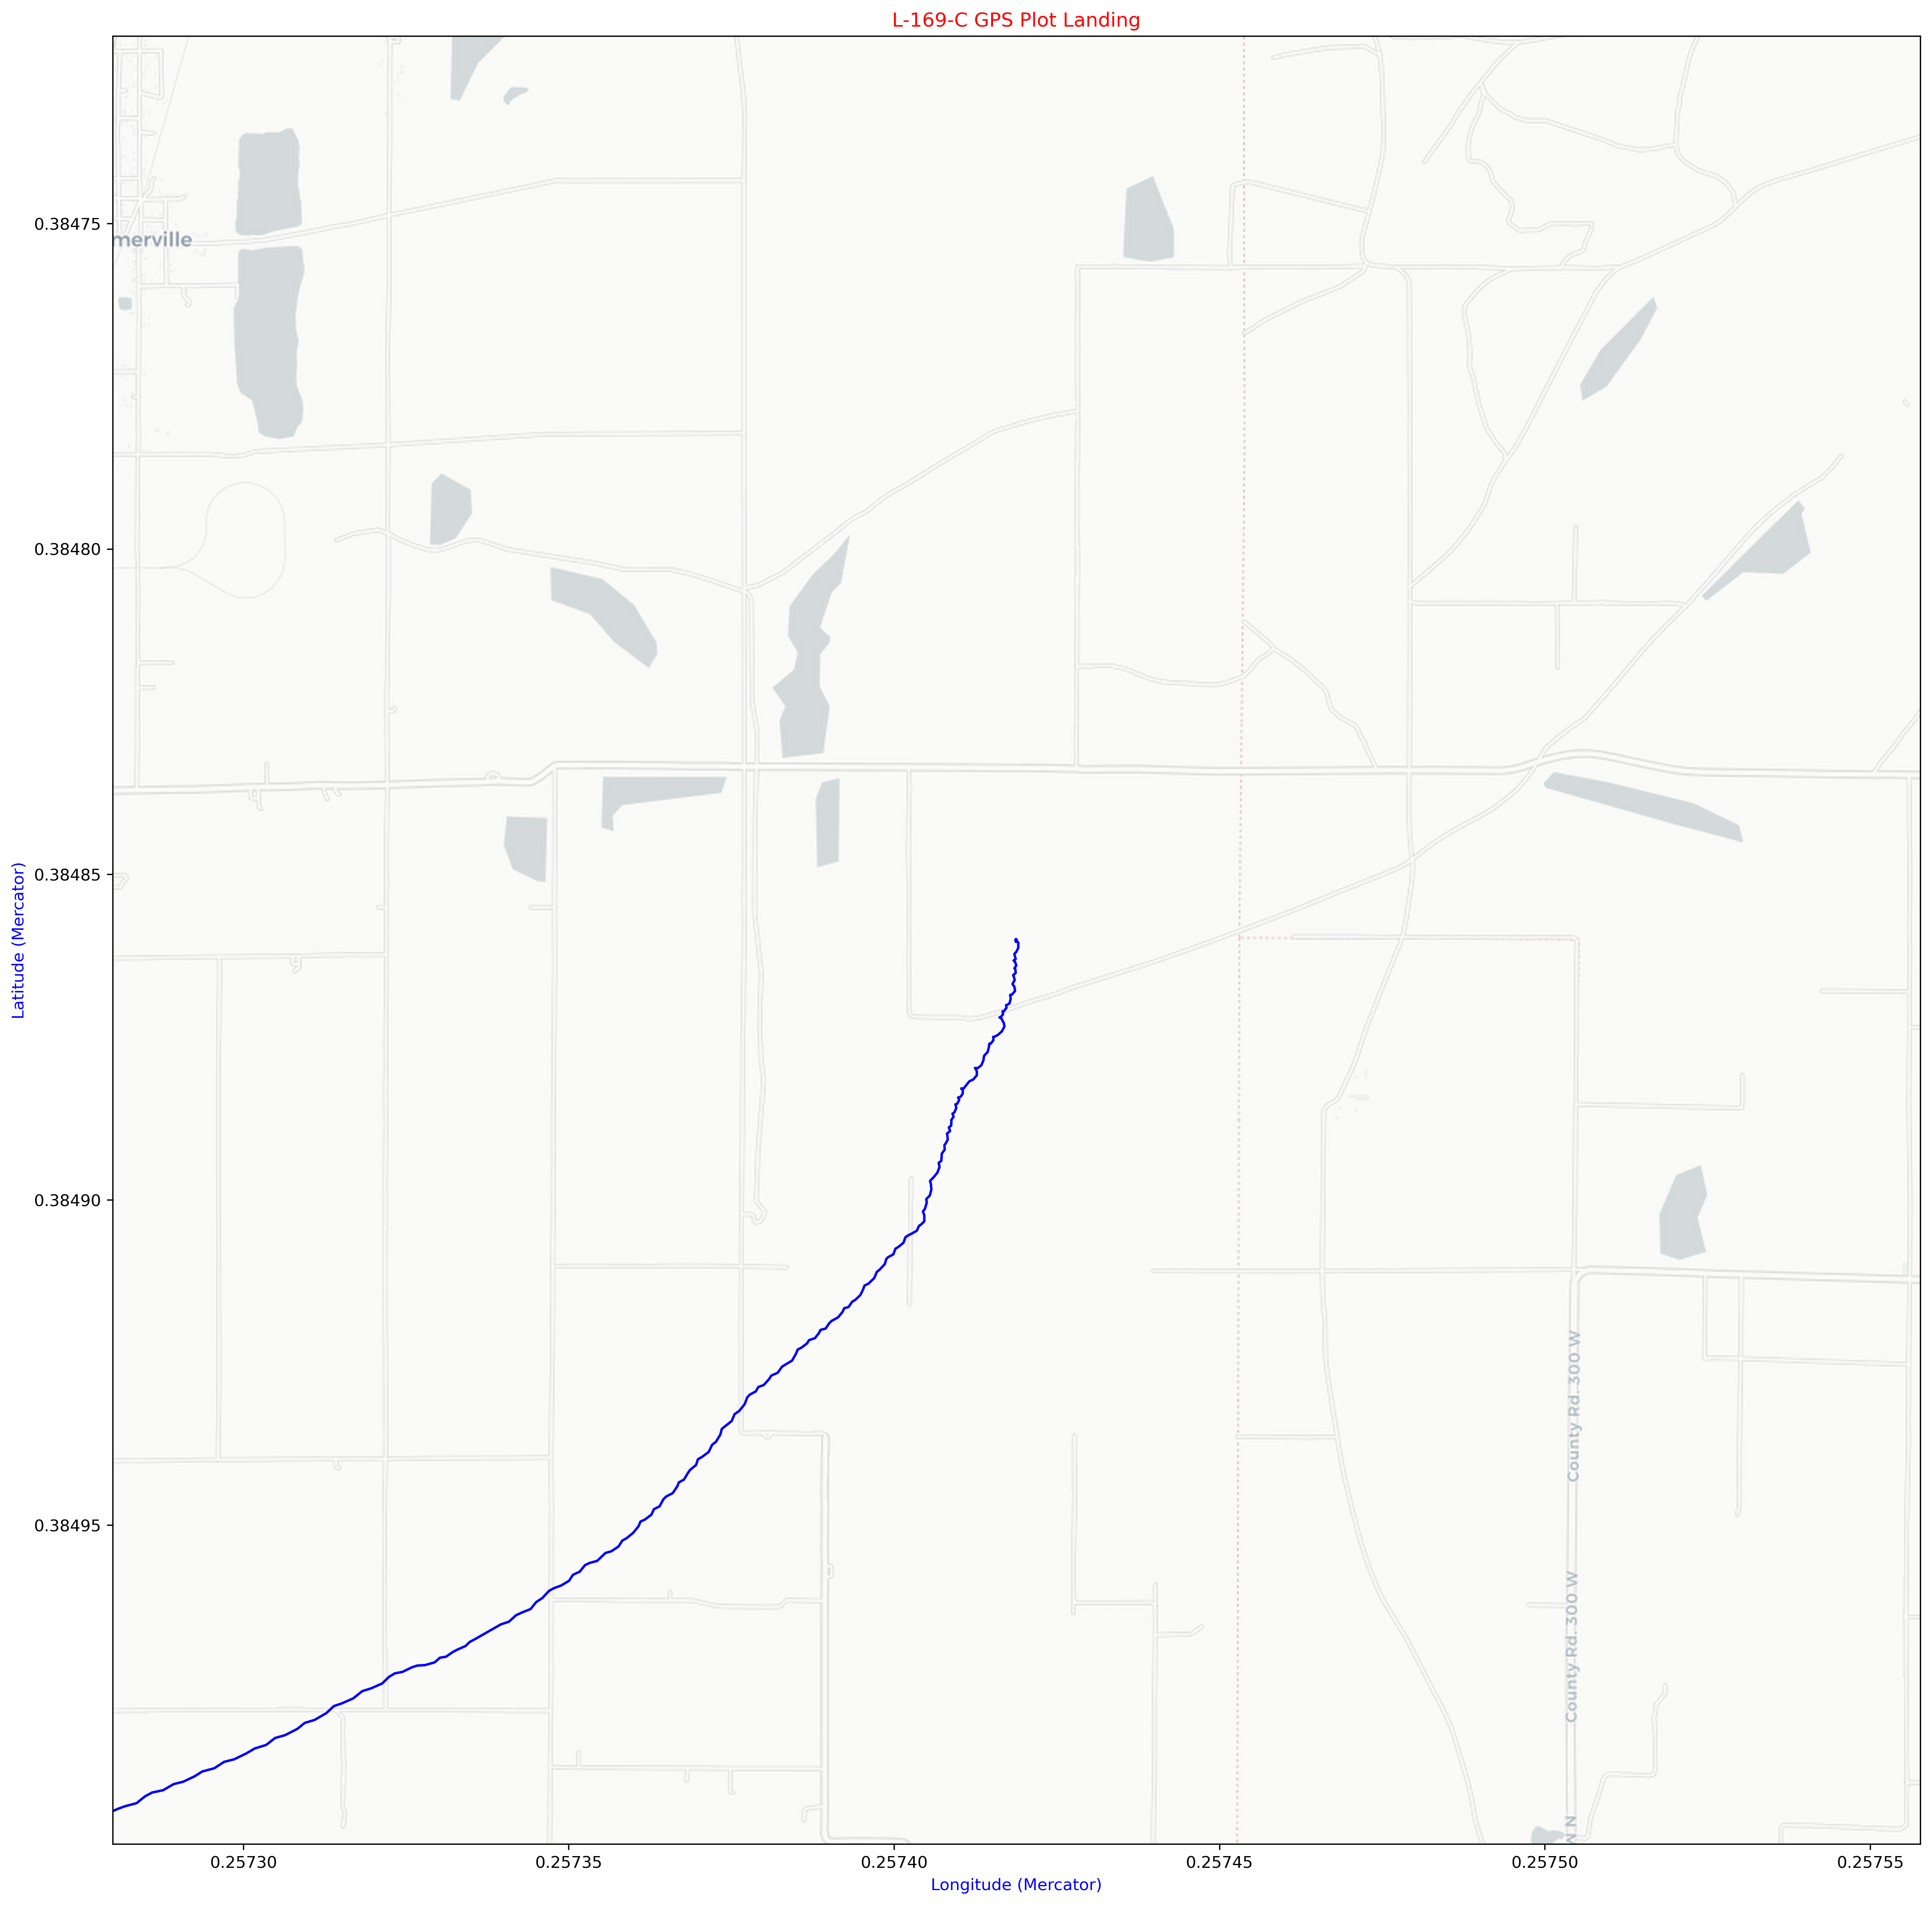 L-169-C GPS Plot Landing
merville
0.38475
0.38480
0.38485
0.38490
0.38495
Latitude (Mercator)
County Rd. 300 W
County Rd. 300 W
N N
0.25730
0.25735
0.25740
0.25745
0.25750
0.25755
Longitude (Mercator)